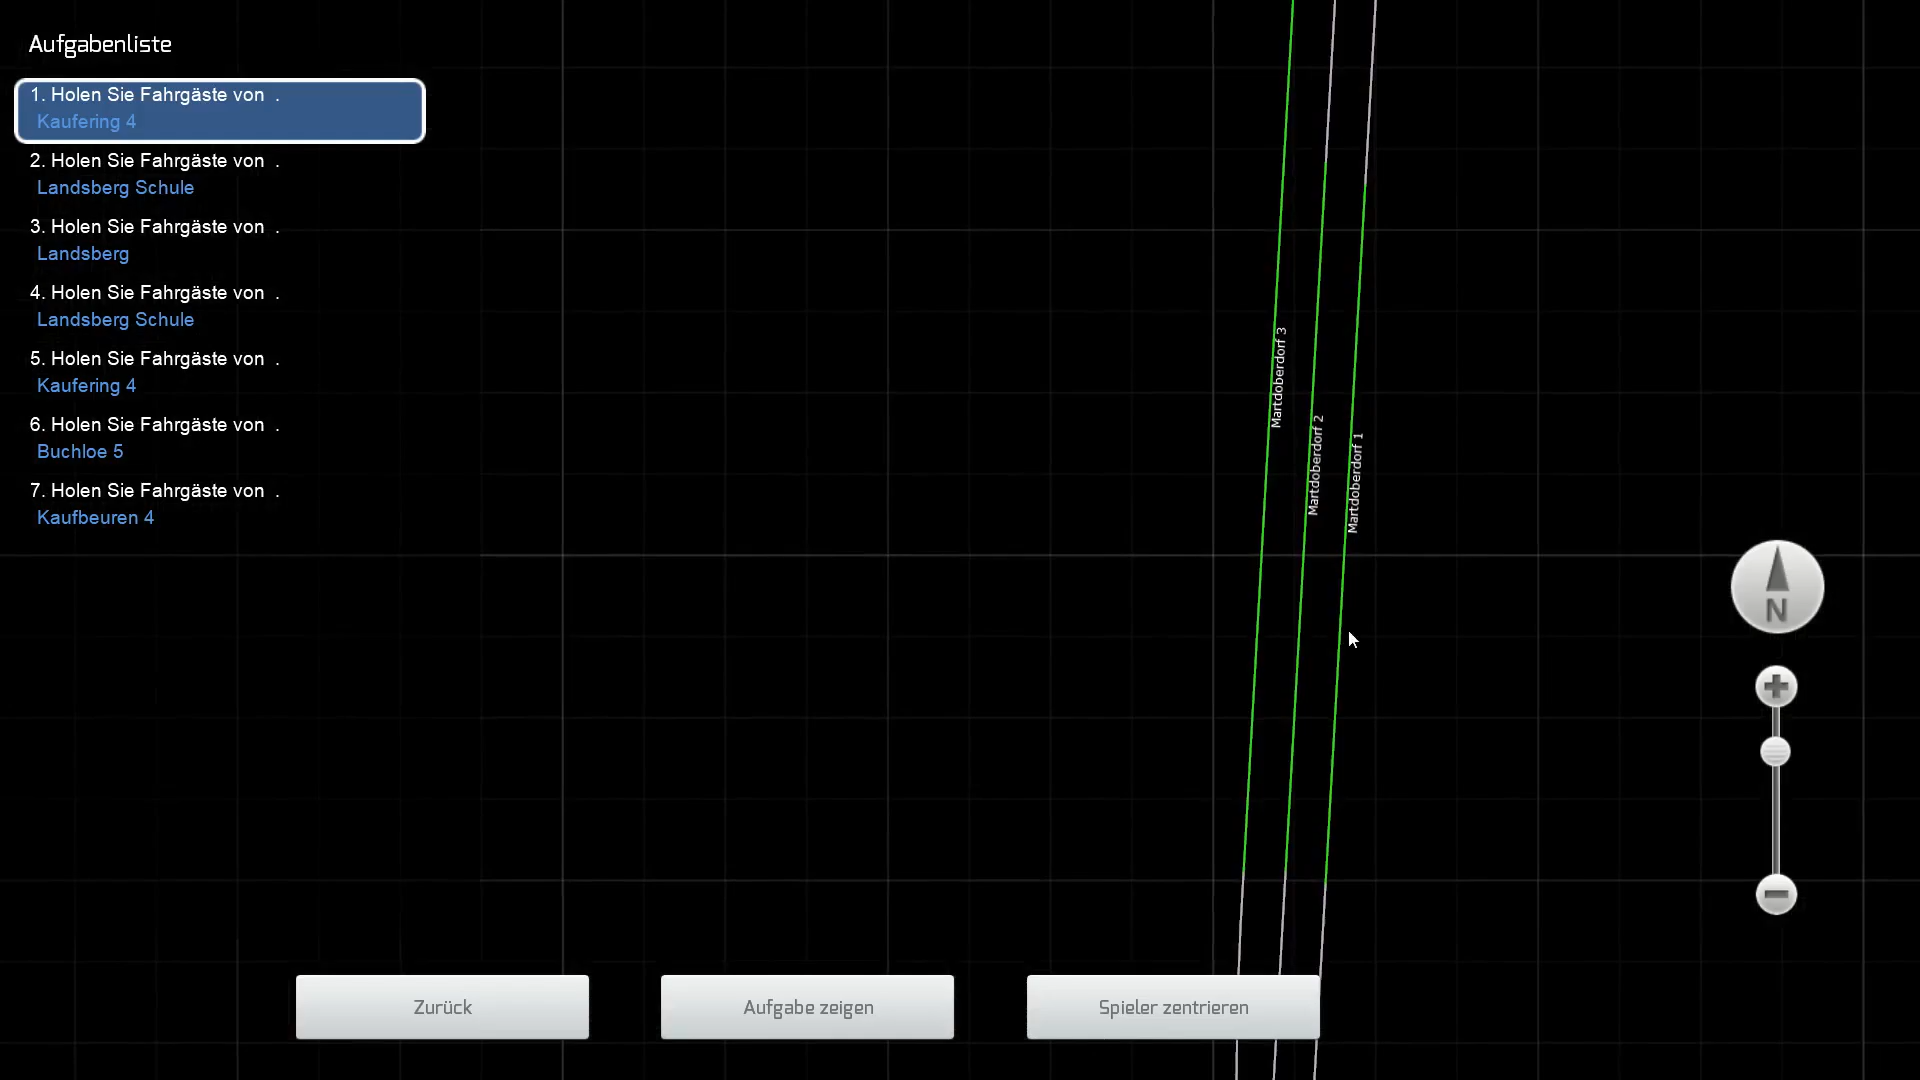 Aufgabenliste
1. Holen Sie Fahrgäste von .
Kaufering 4
2. Holen Sie Fahrgäste von .
Landsberg Schule
3. Holen Sie Fahrgäste von .
Landsberg
4. Holen Sie Fahrgäste von .
Landsberg Schule
5. Holen Sie Fahrgäste von .
Kaufering 4
6. Holen Sie Fahrgäste von .
Buchloe 5
7. Holen Sie Fahrgäste von .
Kaufbeuren 4
Martdoberdorf 3
Martdoberdorf 2
Martdoberdorf 1
N
Zurück
Aufgabe zeigen
Spieler zentrieren